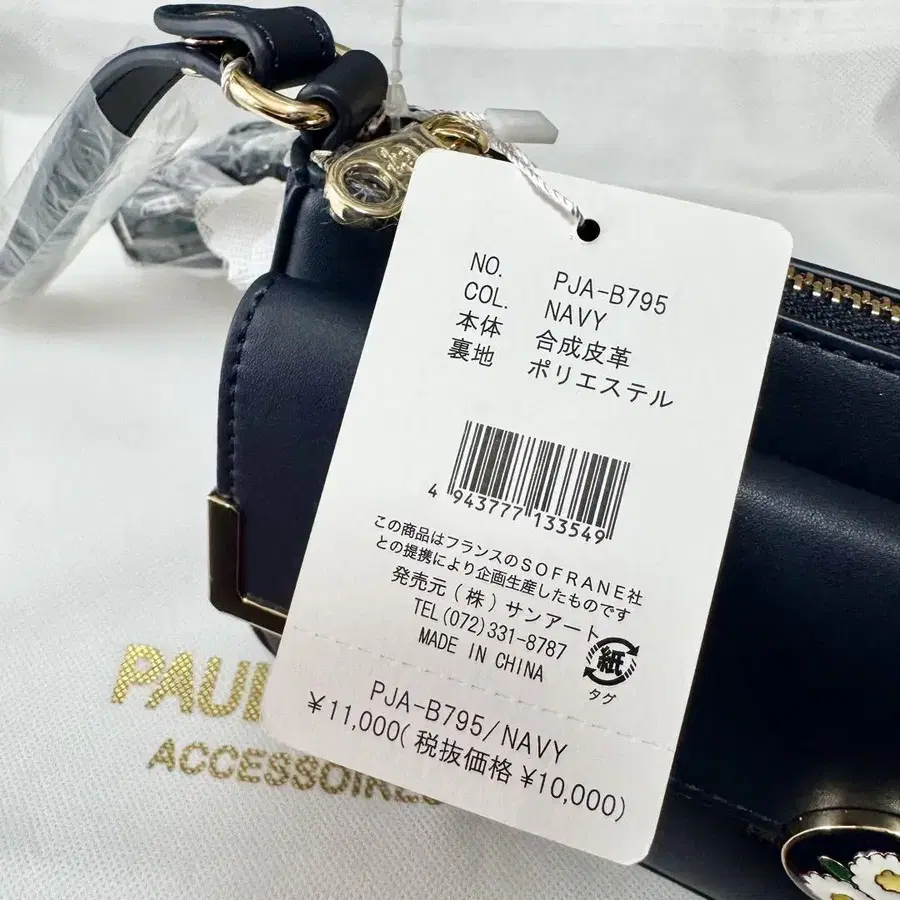 NO. PJA-B795
COL. NAVY
本体 合成皮革
裏地 ポリエステル
4 943777 133549
この商品はフランスのSOFRANE社
との提携により企画生産したものです
発売元(株)サンアート
TEL(072)331-8787
MADE IN CHINA
紙
タグ
PJA-B795/NAVY
¥11,000(税抜価格¥10,000)
PAUL
ACCESSOIRES